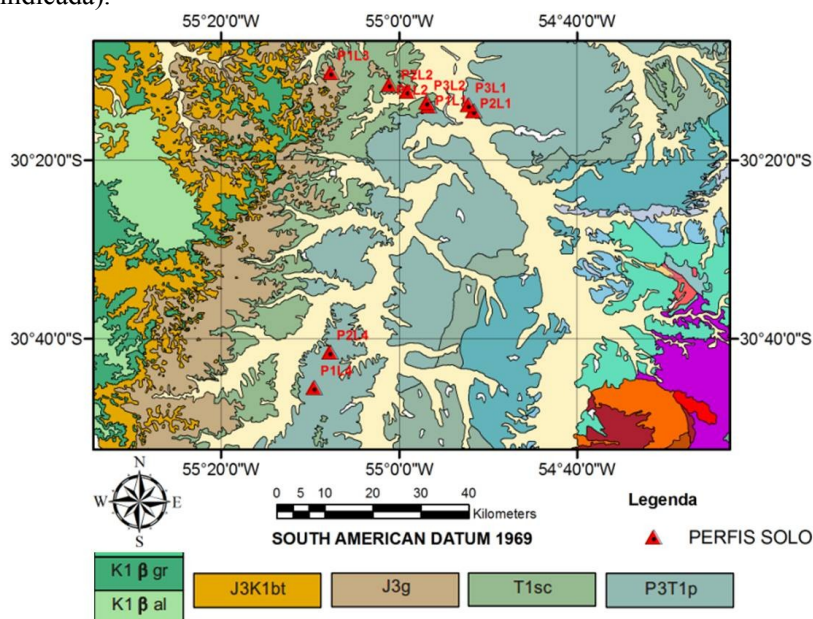 indicada).
55°20'0"W 55°0'0"W 54°40'0"W
P1L3
P2L2
P3L2 P3L1
P2L1
30°20'0"S 30°20'0"S
30°40'0"S 30°40'0"S
P2L4
P1L4
55°20'0"W 55°0'0"W 54°40'0"W
N
W E
S
0 5 10 20 30 40
Kilometers
SOUTH AMERICAN DATUM 1969
Legenda
PERFIS SOLO
K1 β gr
K1 β al
J3K1bt
J3g
T1sc
P3T1p